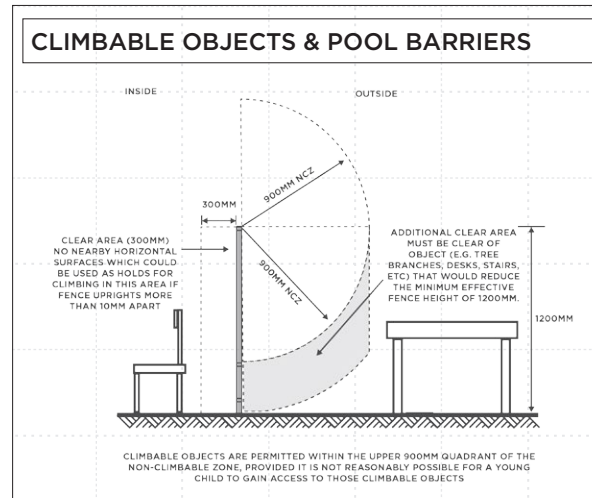 CLIMBABLE OBJECTS & POOL BARRIERS
INSIDE
OUTSIDE
900MM NCZ
300MM
CLEAR AREA (300MM)
NO NEARBY HORIZONTAL
SURFACES WHICH COULD
BE USED AS HOLDS FOR
CLIMBING IN THIS AREA IF
FENCE UPRIGHTS MORE
THAN 10MM APART
900MM NCZ
ADDITIONAL CLEAR AREA
MUST BE CLEAR OF
OBJECT (E.G. TREE
BRANCHES, DESKS, STAIRS,
ETC) THAT WOULD REDUCE
THE MINIMUM EFFECTIVE
FENCE HEIGHT OF 1200MM.
1200MM
CLIMBABLE OBJECTS ARE PERMITTED WITHIN THE UPPER 900MM QUADRANT OF THE
NON-CLIMBABLE ZONE, PROVIDED IT IS NOT REASONABLY POSSIBLE FOR A YOUNG
CHILD TO GAIN ACCESS TO THOSE CLIMBABLE OBJECTS